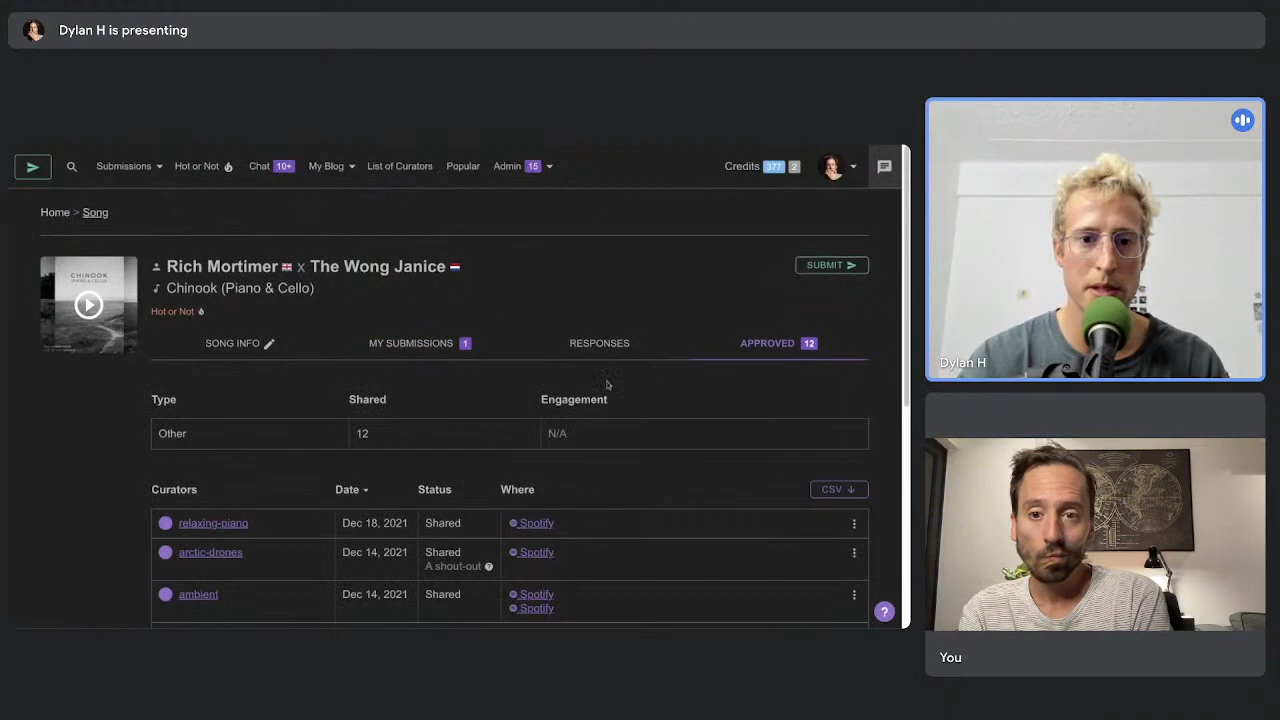 Dylan H is presenting
Submissions Hot or Not Chat 10+ My Blog List of Curators Popular Admin 15 Credits 377 2
Home > Song
CHINOOK
(PIANO & CELLO)
Rich Mortimer x The Wong Janice
SUBMIT
Chinook (Piano & Cello)
Hot or Not
SONG INFO MY SUBMISSIONS 1 RESPONSES APPROVED 12
Type Shared Engagement
Other 12 N/A
Curators Date Status Where CSV
relaxing-piano Dec 18, 2021 Shared Spotify
arctic-drones Dec 14, 2021 Shared Spotify
A shout-out ?
ambient Dec 14, 2021 Shared Spotify
Spotify
?
Dylan H
You